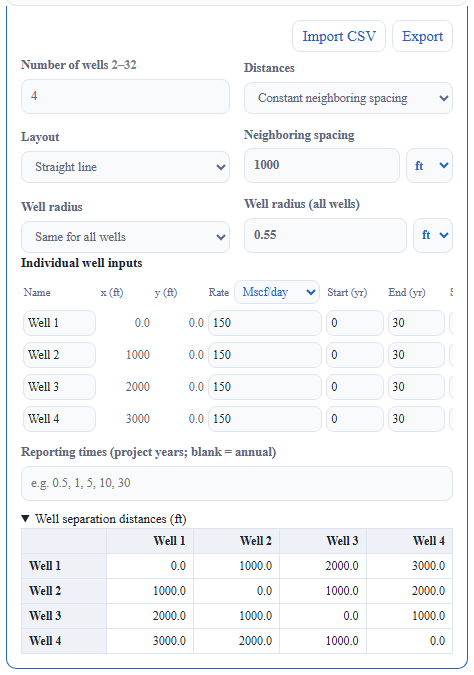 Import CSV Export
Number of wells 2–32
Distances
4
Constant neighboring spacing
Layout
Neighboring spacing
Straight line
1000 ft
Well radius
Well radius (all wells)
Same for all wells
0.55 ft
Individual well inputs
Name x (ft) y (ft) Rate Mscf/day Start (yr) End (yr)
Well 1 0.0 0.0 150 0 30
Well 2 1000 0.0 150 0 30
Well 3 2000 0.0 150 0 30
Well 4 3000 0.0 150 0 30
Reporting times (project years; blank = annual)
e.g. 0.5, 1, 5, 10, 30
▼ Well separation distances (ft)
Well 1 Well 2 Well 3 Well 4
Well 1 0.0 1000.0 2000.0 3000.0
Well 2 1000.0 0.0 1000.0 2000.0
Well 3 2000.0 1000.0 0.0 1000.0
Well 4 3000.0 2000.0 1000.0 0.0